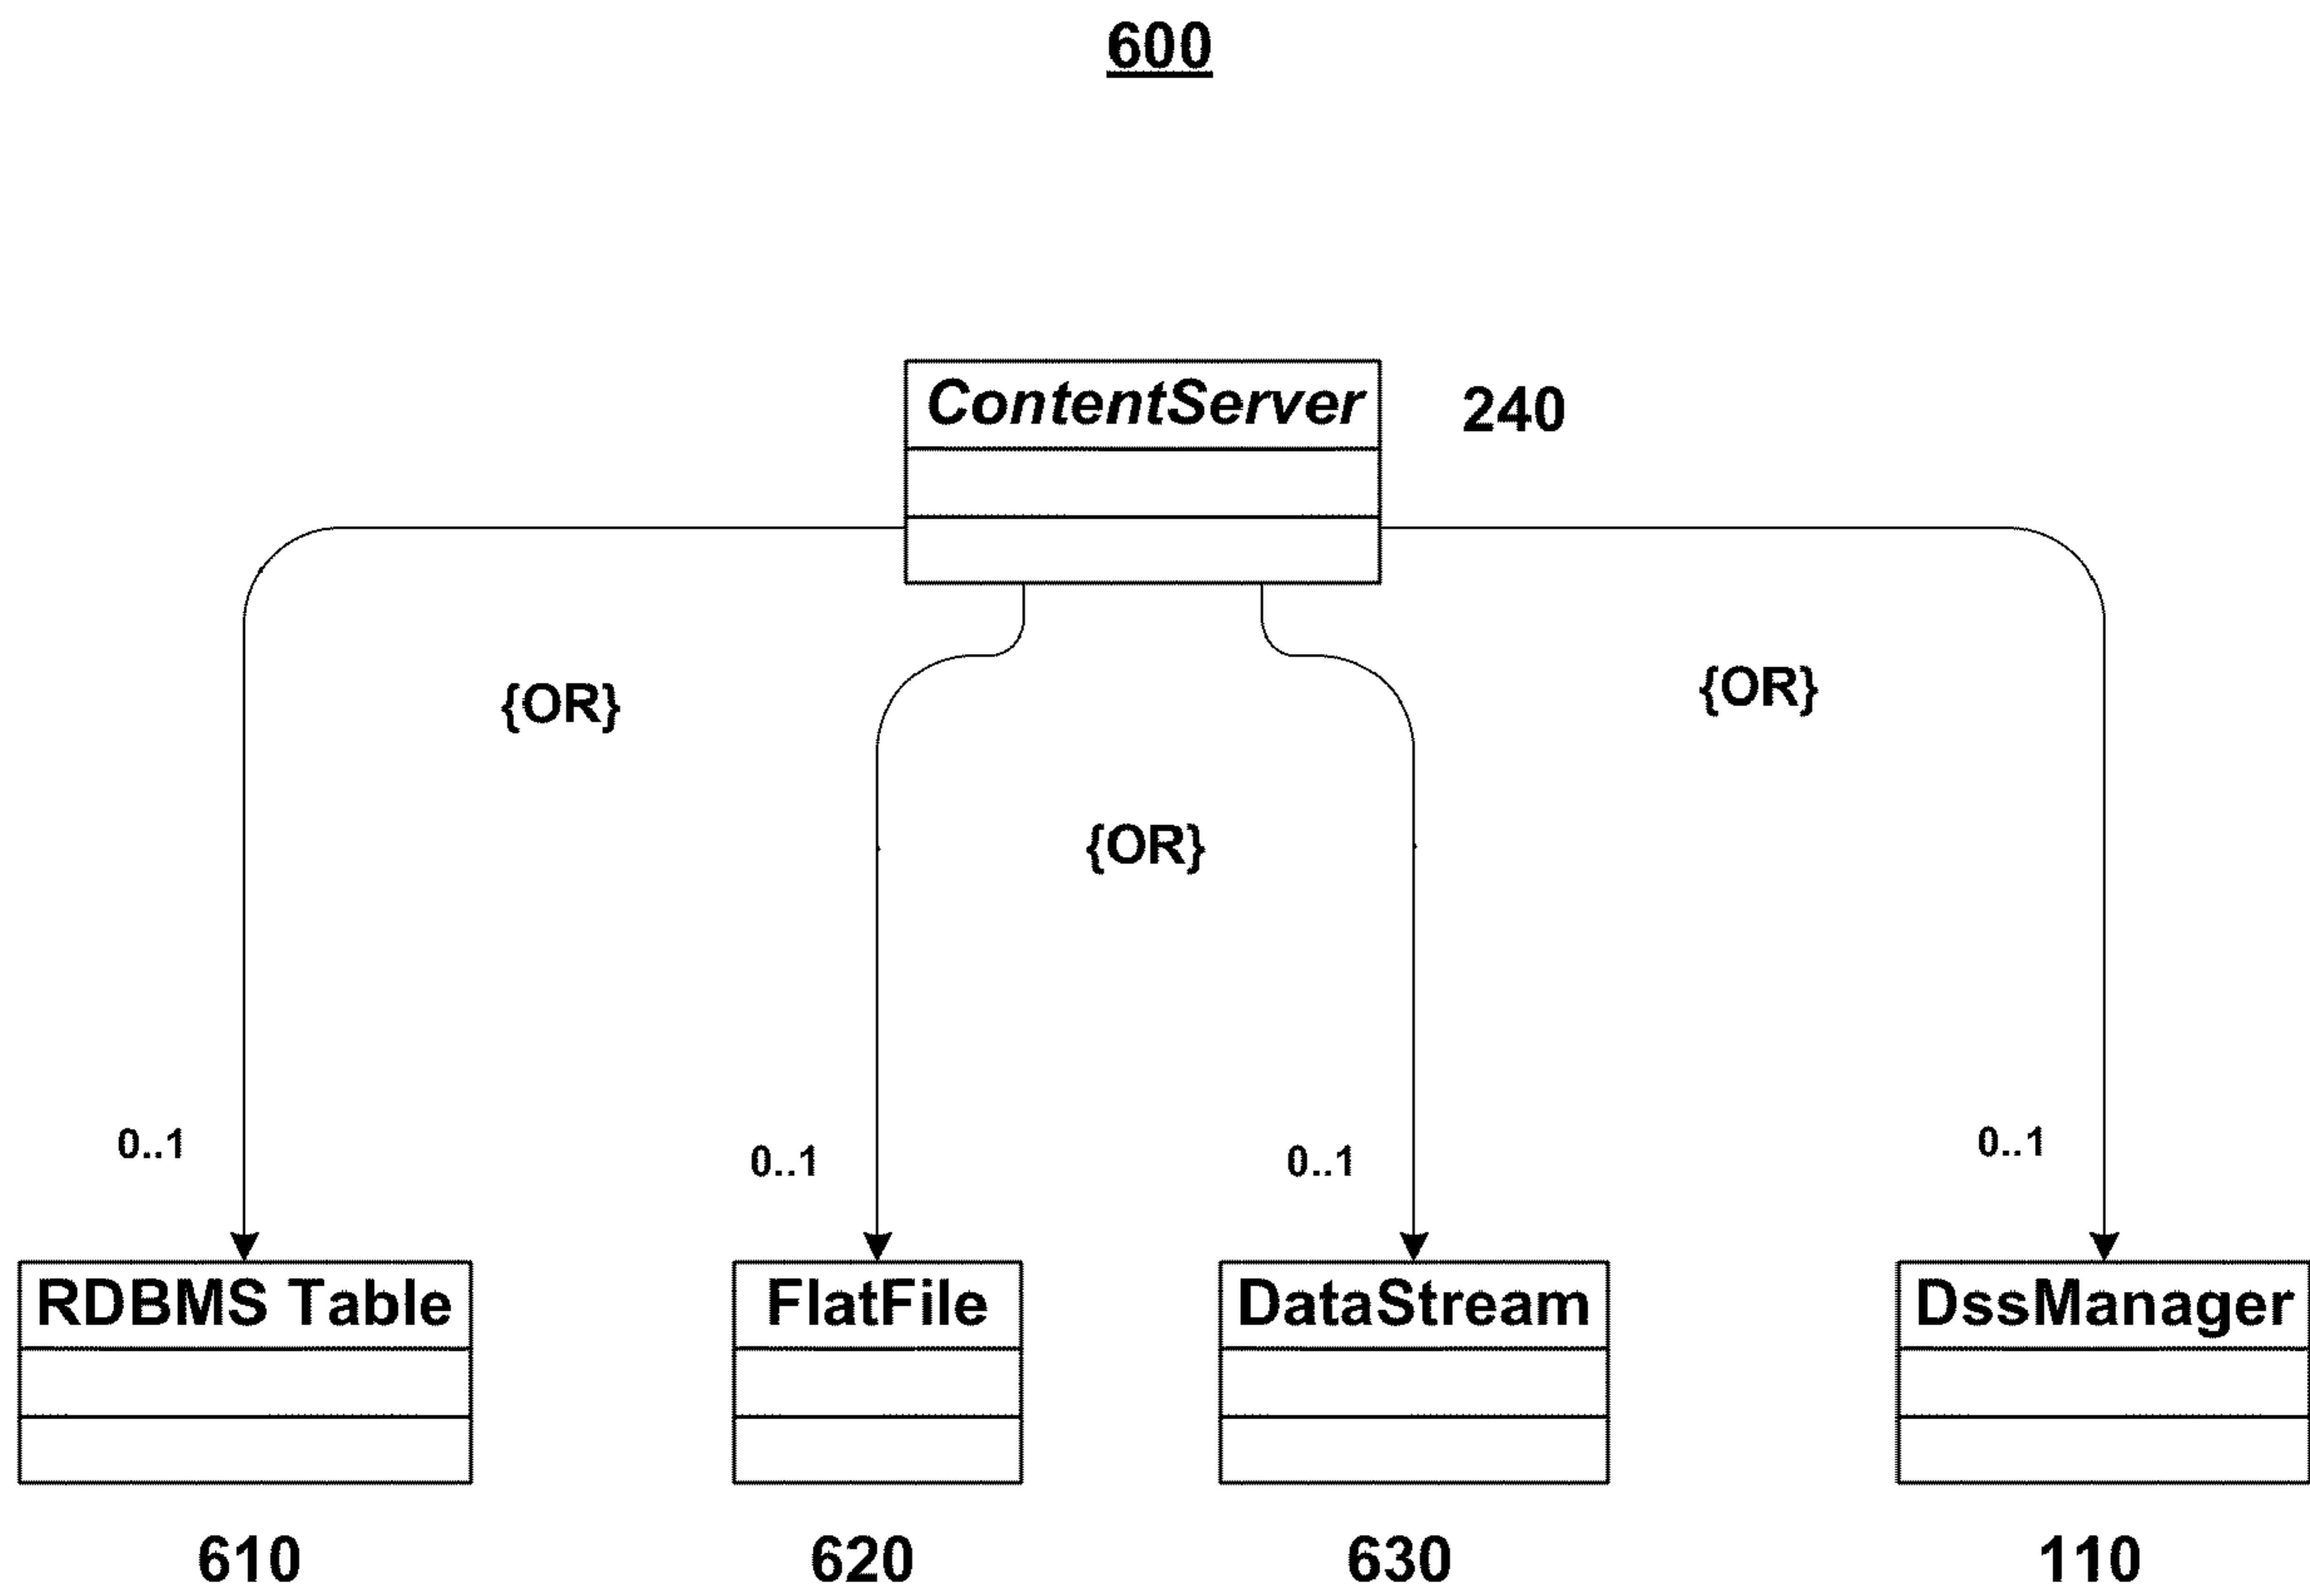 600
ContentServer
240
{OR}
{OR}
{OR}
0..1
0..1
0..1
0..1
RDBMS Table
FlatFile
DataStream
DssManager
610
620
630
110